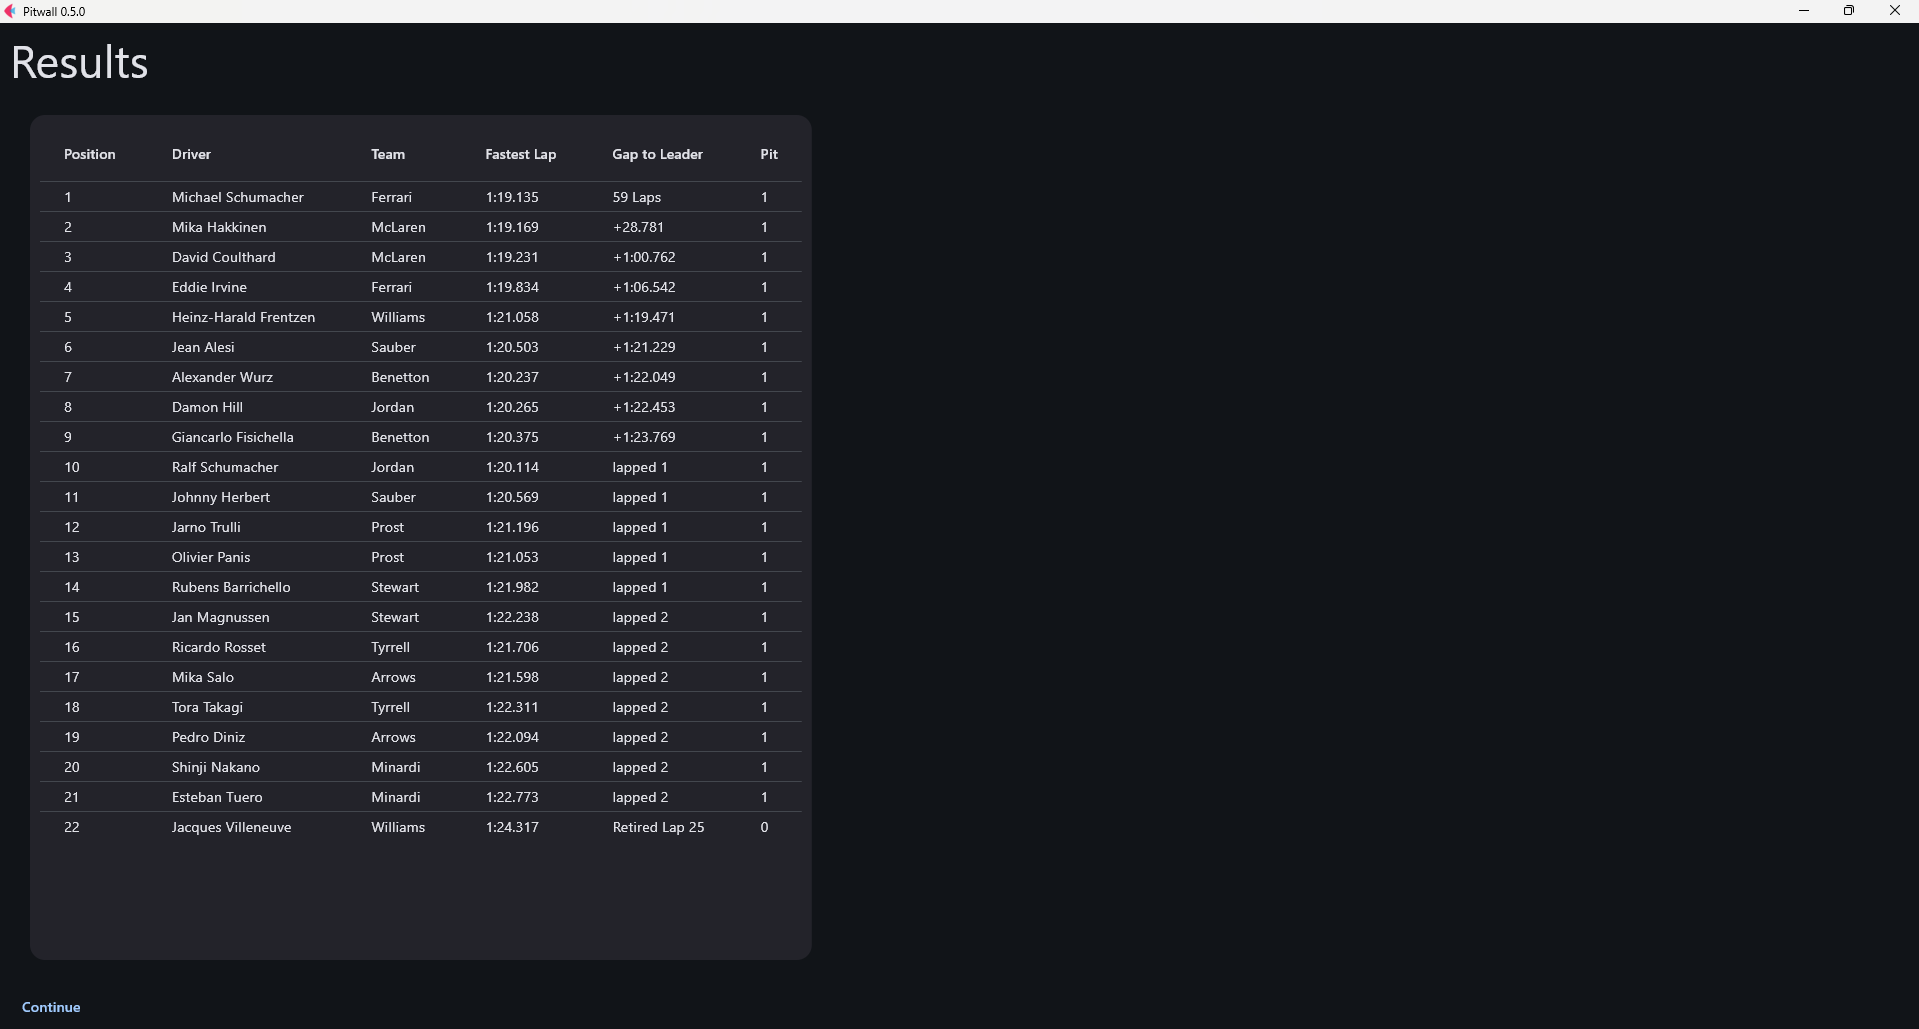 Pitwall 0.5.0
Results
Position Driver Team Fastest Lap Gap to Leader Pit
1 Michael Schumacher Ferrari 1:19.135 59 Laps 1
2 Mika Hakkinen McLaren 1:19.169 +28.781 1
3 David Coulthard McLaren 1:19.231 +1:00.762 1
4 Eddie Irvine Ferrari 1:19.834 +1:06.542 1
5 Heinz-Harald Frentzen Williams 1:21.058 +1:19.471 1
6 Jean Alesi Sauber 1:20.503 +1:21.229 1
7 Alexander Wurz Benetton 1:20.237 +1:22.049 1
8 Damon Hill Jordan 1:20.265 +1:22.453 1
9 Giancarlo Fisichella Benetton 1:20.375 +1:23.769 1
10 Ralf Schumacher Jordan 1:20.114 lapped 1 1
11 Johnny Herbert Sauber 1:20.569 lapped 1 1
12 Jarno Trulli Prost 1:21.196 lapped 1 1
13 Olivier Panis Prost 1:21.053 lapped 1 1
14 Rubens Barrichello Stewart 1:21.982 lapped 1 1
15 Jan Magnussen Stewart 1:22.238 lapped 2 1
16 Ricardo Rosset Tyrrell 1:21.706 lapped 2 1
17 Mika Salo Arrows 1:21.598 lapped 2 1
18 Tora Takagi Tyrrell 1:22.311 lapped 2 1
19 Pedro Diniz Arrows 1:22.094 lapped 2 1
20 Shinji Nakano Minardi 1:22.605 lapped 2 1
21 Esteban Tuero Minardi 1:22.773 lapped 2 1
22 Jacques Villeneuve Williams 1:24.317 Retired Lap 25 0
Continue